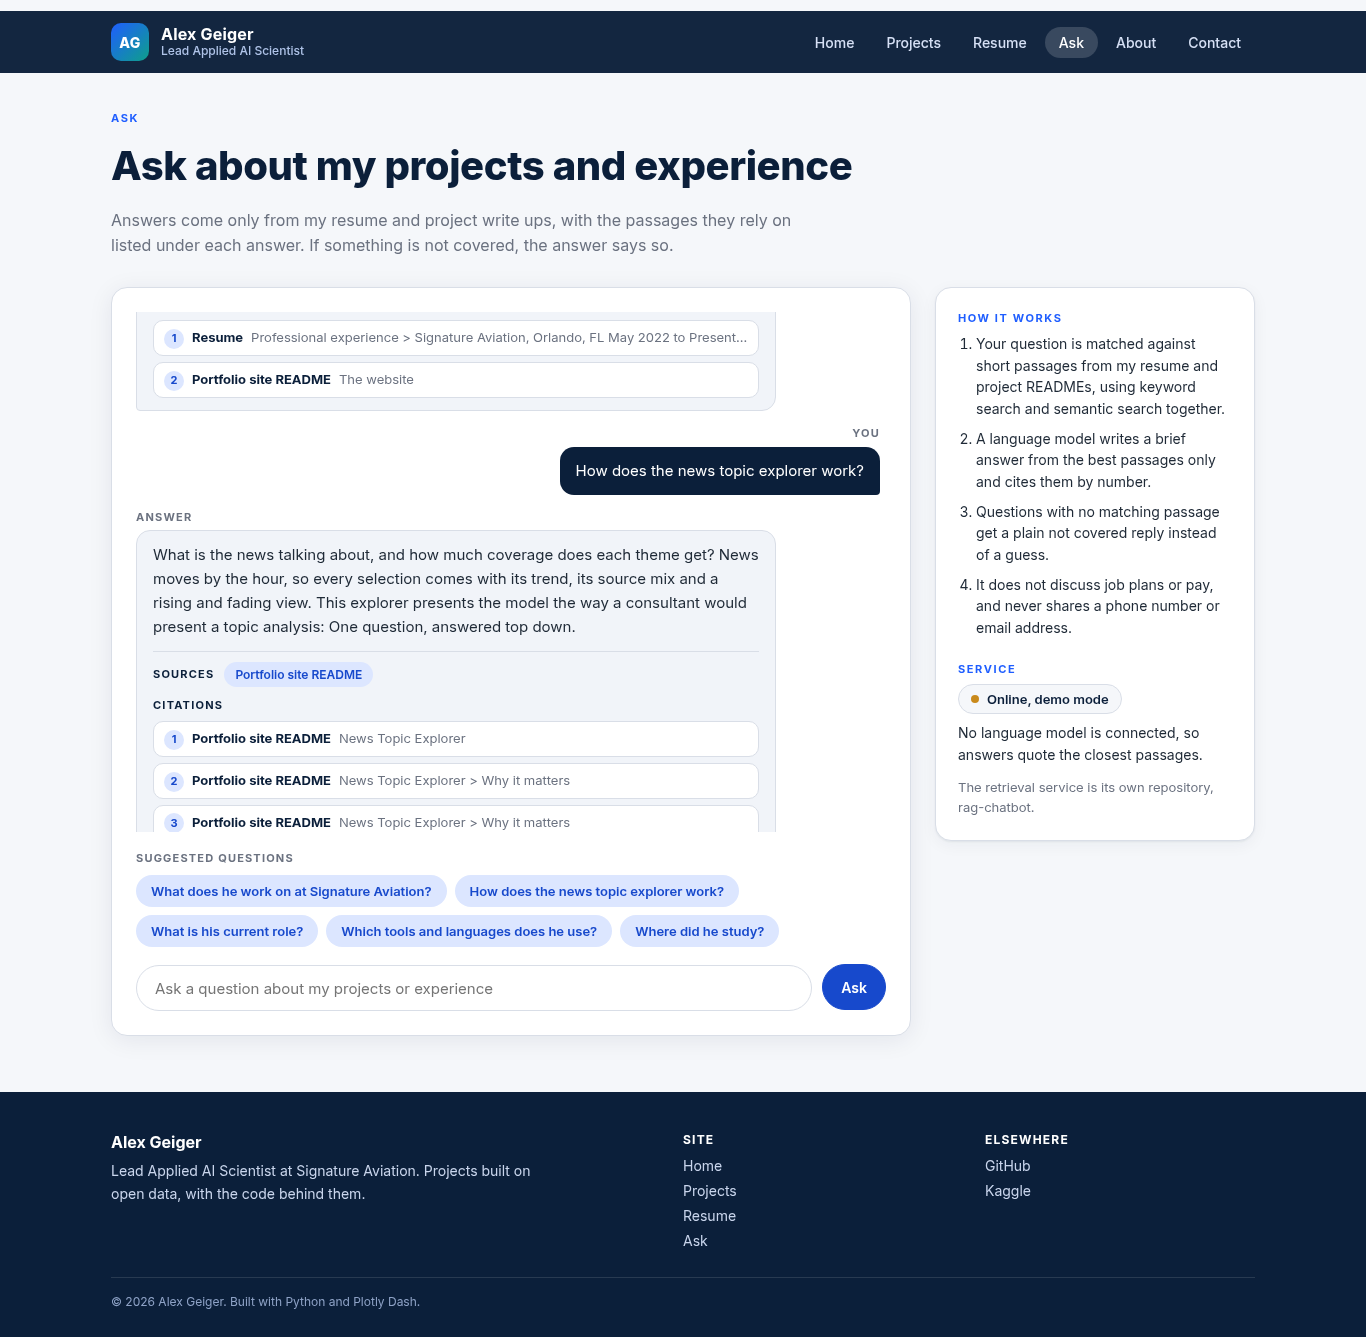 AG
Alex Geiger
Lead Applied AI Scientist
Home
Projects
Resume
Ask
About
Contact
ASK
Ask about my projects and experience
Answers come only from my resume and project write ups, with the passages they rely on
listed under each answer. If something is not covered, the answer says so.
1 Resume Professional experience > Signature Aviation, Orlando, FL May 2022 to Present...
2 Portfolio site README The website
YOU
How does the news topic explorer work?
ANSWER
What is the news talking about, and how much coverage does each theme get? News
moves by the hour, so every selection comes with its trend, its source mix and a
rising and fading view. This explorer presents the model the way a consultant would
present a topic analysis: One question, answered top down.
SOURCES Portfolio site README
CITATIONS
1 Portfolio site README News Topic Explorer
2 Portfolio site README News Topic Explorer > Why it matters
3 Portfolio site README News Topic Explorer > Why it matters
SUGGESTED QUESTIONS
What does he work on at Signature Aviation?
How does the news topic explorer work?
What is his current role?
Which tools and languages does he use?
Where did he study?
Ask a question about my projects or experience
Ask
HOW IT WORKS
1. Your question is matched against
short passages from my resume and
project READMEs, using keyword
search and semantic search together.
2. A language model writes a brief
answer from the best passages only
and cites them by number.
3. Questions with no matching passage
get a plain not covered reply instead
of a guess.
4. It does not discuss job plans or pay,
and never shares a phone number or
email address.
SERVICE
Online, demo mode
No language model is connected, so
answers quote the closest passages.
The retrieval service is its own repository,
rag-chatbot.
Alex Geiger
Lead Applied AI Scientist at Signature Aviation. Projects built on
open data, with the code behind them.
SITE
Home
Projects
Resume
Ask
ELSEWHERE
GitHub
Kaggle
© 2026 Alex Geiger. Built with Python and Plotly Dash.